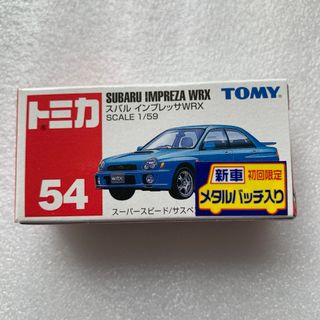 トミカ
SUBARU IMPREZA WRX
スバル インプレッサWRX
SCALE 1/59
TOMY
54
新車 初回限定
メタルバッチ入り
スーパースピード/サスペ